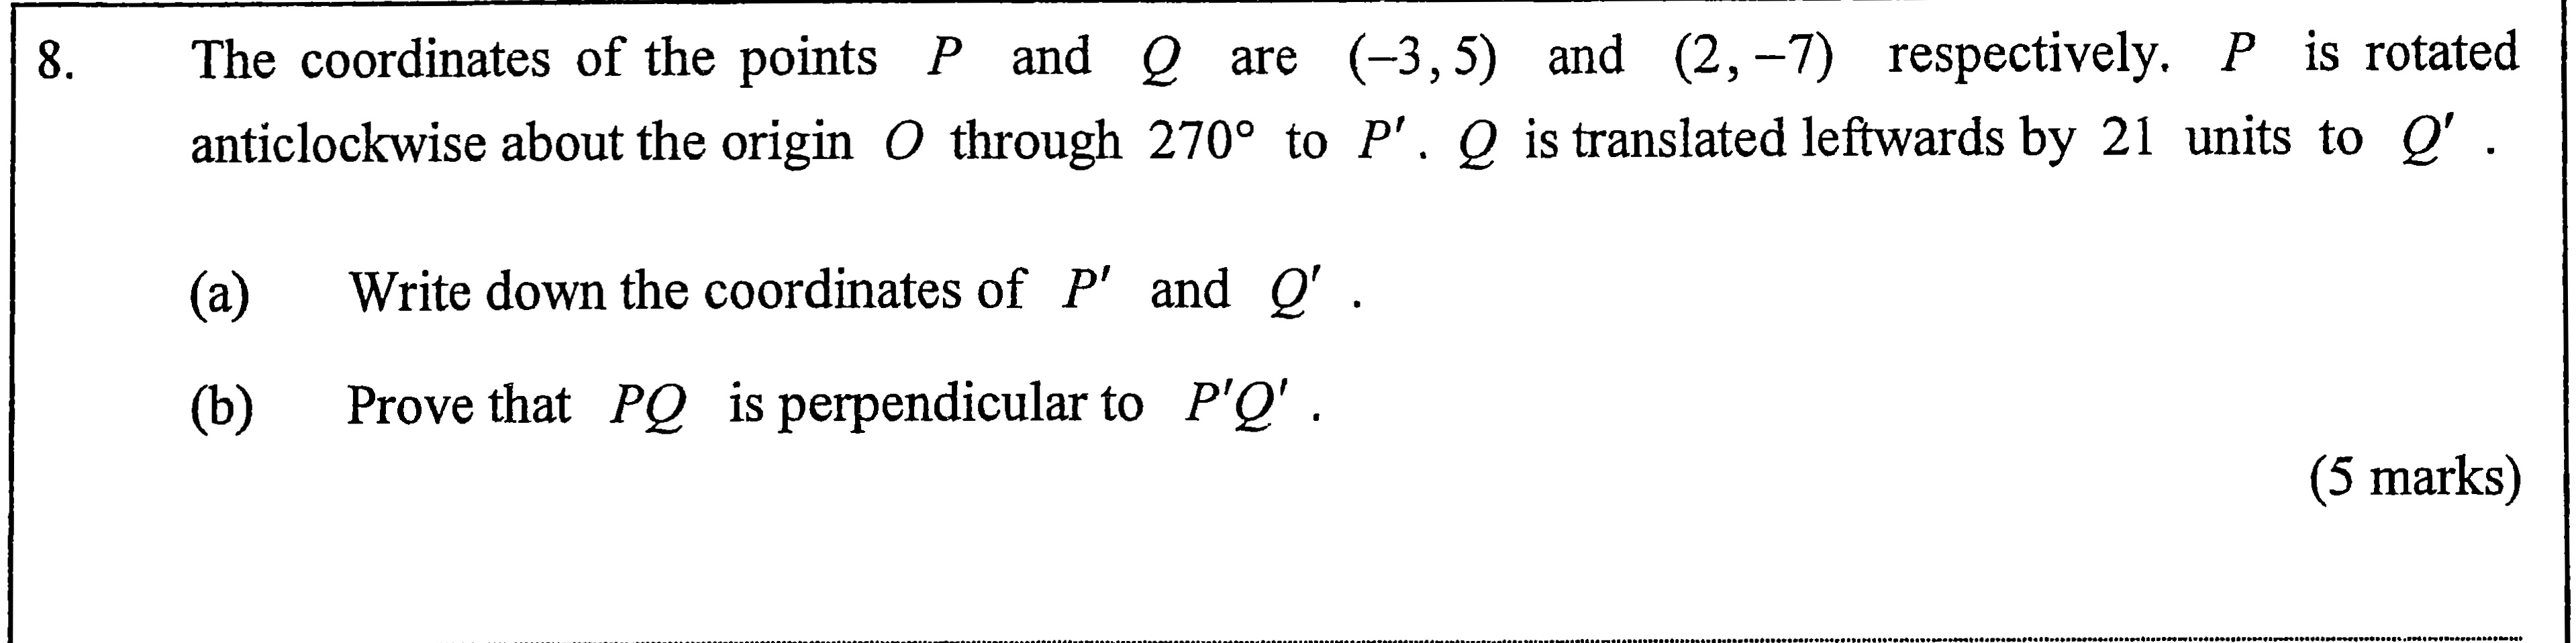 8. The coordinates of the points P and Q are (−3, 5) and (2, −7) respectively. P is rotated
anticlockwise about the origin O through 270° to P′. Q is translated leftwards by 21 units to Q′ .
(a) Write down the coordinates of P′ and Q′ .
(b) Prove that PQ is perpendicular to P′Q′ .
(5 marks)